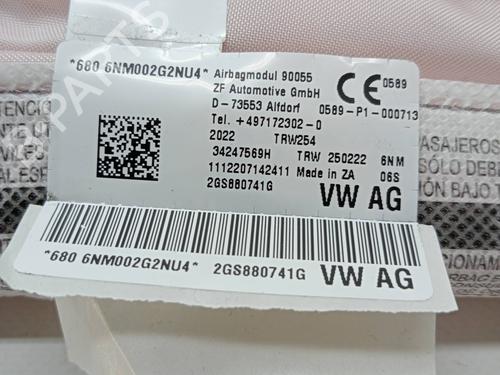 *680 6NM002G2NU4*
Airbagmodul 90055
ZF Automotive GmbH
D - 73553 Alfdorf
Tel. +497172302-0
2022 TRW254
34247569H TRW 250222 6NM
1112207142411 Made in ZA 06S
2GS880741G
VW AG
CE 0589
0589-P1-000713
*680 6NM002G2NU4* 2GS880741G VW AG
ATENCION
PASAJEROS
SÓLO DEBE